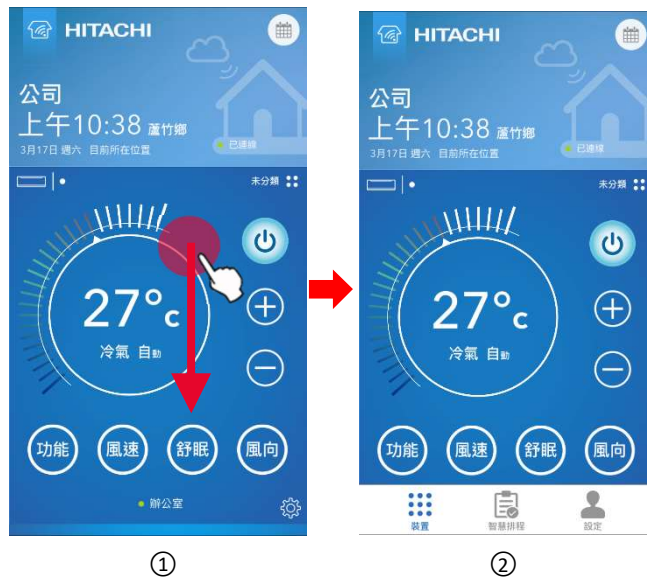 HITACHI
公司
上午10:38 蘆竹鄉
3月17日 週六 目前所在位置
已連線
未分類
27°c
冷氣 自動
功能 風速 舒眠 風向
辦公室
①
HITACHI
公司
上午10:38 蘆竹鄉
3月17日 週六 目前所在位置
已連線
未分類
27°c
冷氣 自動
功能 風速 舒眠 風向
裝置 智慧排程 設定
②